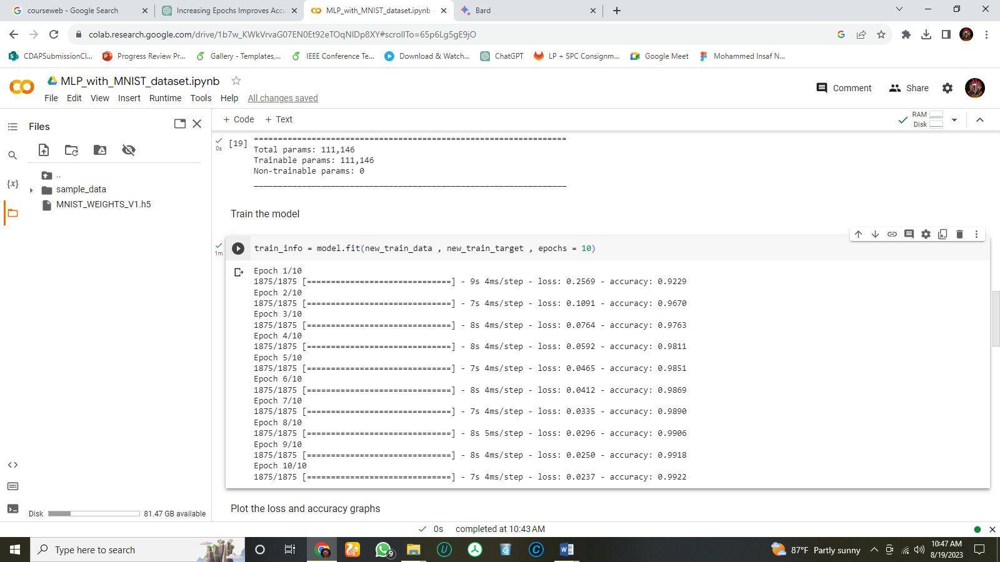 courseweb - Google Search
Increasing Epochs Improves Accu
MLP_with_MNIST_dataset.ipynb -
Bard
colab.research.google.com/drive/1b7w_KWkVrvaG07EN0Et92eTOqNIDp8XY#scrollTo=65p6Lg5gE9jO
CDAPSubmissionCl...
Progress Review Pr...
Gallery - Templates,...
IEEE Conference Te...
Download & Watch...
ChatGPT
LP + SPC Consignm...
Google Meet
Mohammed Insaf N...
MLP_with_MNIST_dataset.ipynb
File Edit View Insert Runtime Tools Help All changes saved
Comment
Share
Files
+ Code + Text
RAM
Disk
..
sample_data
MNIST_WEIGHTS_V1.h5
0s
[19]
=================================================================
Total params: 111,146
Trainable params: 111,146
Non-trainable params: 0
_________________________________________________________________
Train the model
1m
train_info = model.fit(new_train_data , new_train_target , epochs = 10)
Epoch 1/10
1875/1875 [==============================] - 9s 4ms/step - loss: 0.2569 - accuracy: 0.9229
Epoch 2/10
1875/1875 [==============================] - 7s 4ms/step - loss: 0.1091 - accuracy: 0.9670
Epoch 3/10
1875/1875 [==============================] - 8s 4ms/step - loss: 0.0764 - accuracy: 0.9763
Epoch 4/10
1875/1875 [==============================] - 8s 4ms/step - loss: 0.0592 - accuracy: 0.9811
Epoch 5/10
1875/1875 [==============================] - 7s 4ms/step - loss: 0.0465 - accuracy: 0.9851
Epoch 6/10
1875/1875 [==============================] - 8s 4ms/step - loss: 0.0412 - accuracy: 0.9869
Epoch 7/10
1875/1875 [==============================] - 7s 4ms/step - loss: 0.0335 - accuracy: 0.9890
Epoch 8/10
1875/1875 [==============================] - 8s 5ms/step - loss: 0.0296 - accuracy: 0.9906
Epoch 9/10
1875/1875 [==============================] - 8s 4ms/step - loss: 0.0250 - accuracy: 0.9918
Epoch 10/10
1875/1875 [==============================] - 7s 4ms/step - loss: 0.0237 - accuracy: 0.9922
Plot the loss and accuracy graphs
Disk
81.47 GB available
0s completed at 10:43 AM
Type here to search
9
87°F Partly sunny
10:47 AM
8/19/2023